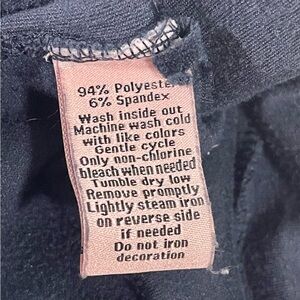 94% Polyester
6% Spandex
Wash inside out
Machine wash cold
with like colors
Gentle cycle
Only non-chlorine
bleach when needed
Tumble dry low
Remove promptly
Lightly steam iron
on reverse side
if needed
Do not iron
decoration